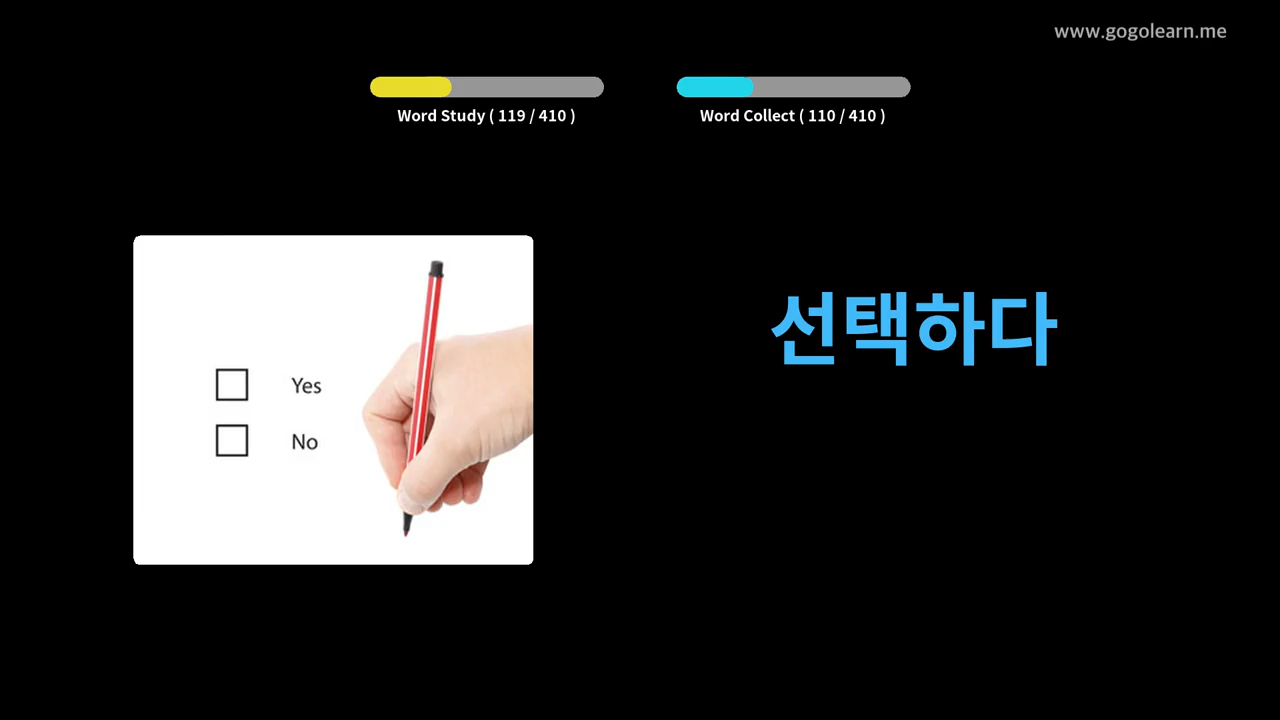 www.gogolearn.me
Word Study ( 119 / 410 )
Word Collect ( 110 / 410 )
Yes
No
선택하다